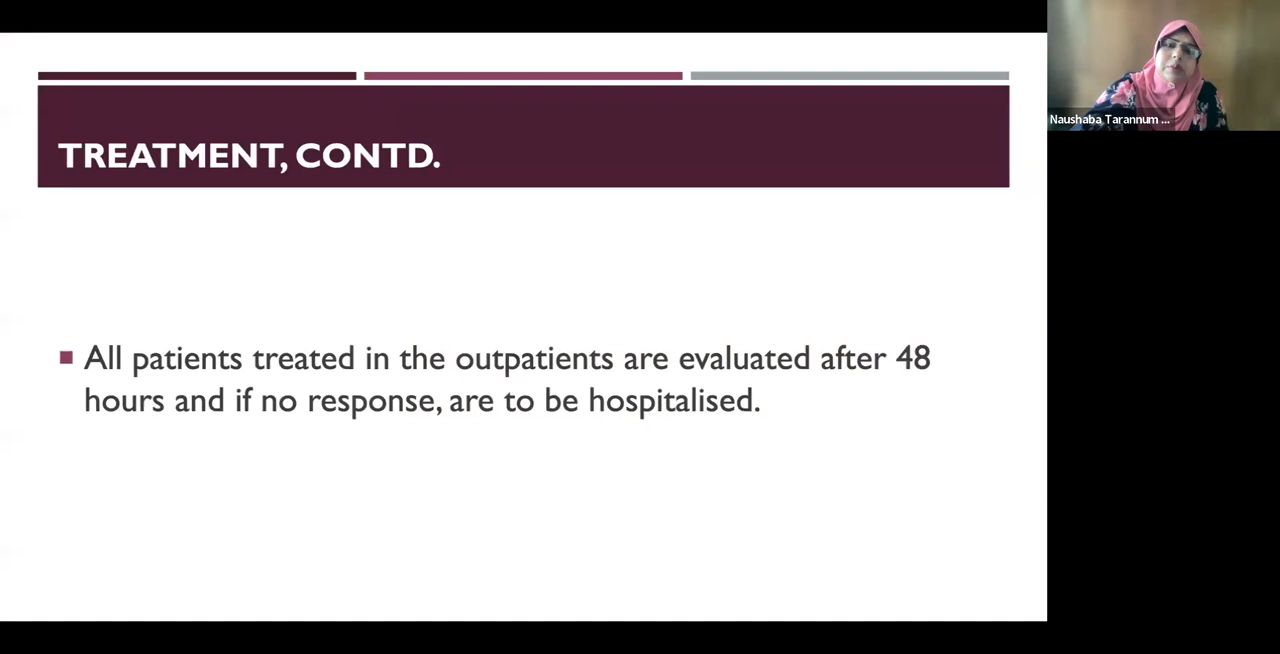 TREATMENT, CONTD.
All patients treated in the outpatients are evaluated after 48
hours and if no response, are to be hospitalised.
Naushaba Tarannum ...